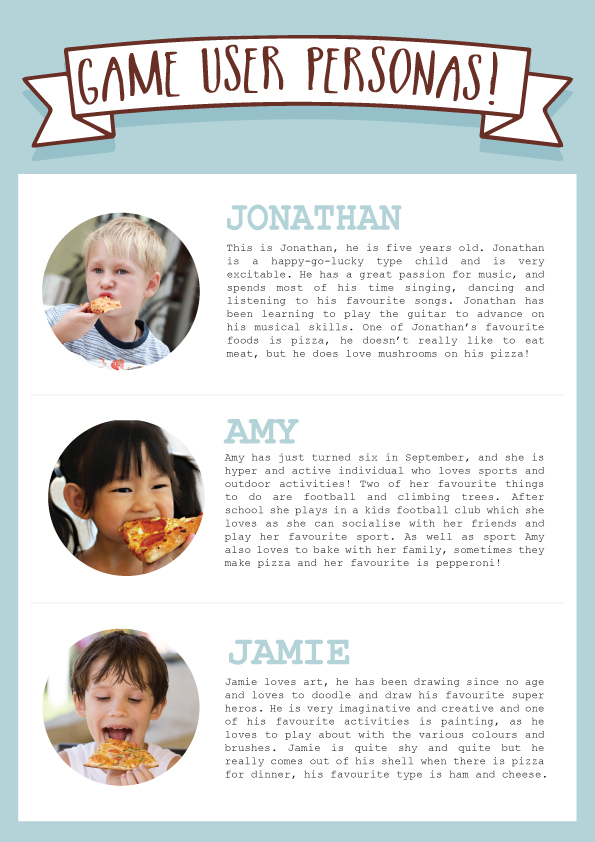 GAME USER PERSONAS!
JONATHAN
This is Jonathan, he is five years old. Jonathan
is a happy-go-lucky type child and is very
excitable. He has a great passion for music, and
spends most of his time singing, dancing and
listening to his favourite songs. Jonathan has
been learning to play the guitar to advance on
his musical skills. One of Jonathan's favourite
foods is pizza, he doesn't really like to eat
meat, but he does love mushrooms on his pizza!
AMY
Amy has just turned six in September, and she is
hyper and active individual who loves sports and
outdoor activities! Two of her favourite things
to do are football and climbing trees. After
school she plays in a kids football club which she
loves as she can socialise with her friends and
play her favourite sport. As well as sport Amy
also loves to bake with her family, sometimes they
make pizza and her favourite is pepperoni!
JAMIE
Jamie loves art, he has been drawing since no age
and loves to doodle and draw his favourite super
heros. He is very imaginative and creative and one
of his favourite activities is painting, as he
loves to play about with the various colours and
brushes. Jamie is quite shy and quite but he
really comes out of his shell when there is pizza
for dinner, his favourite type is ham and cheese.